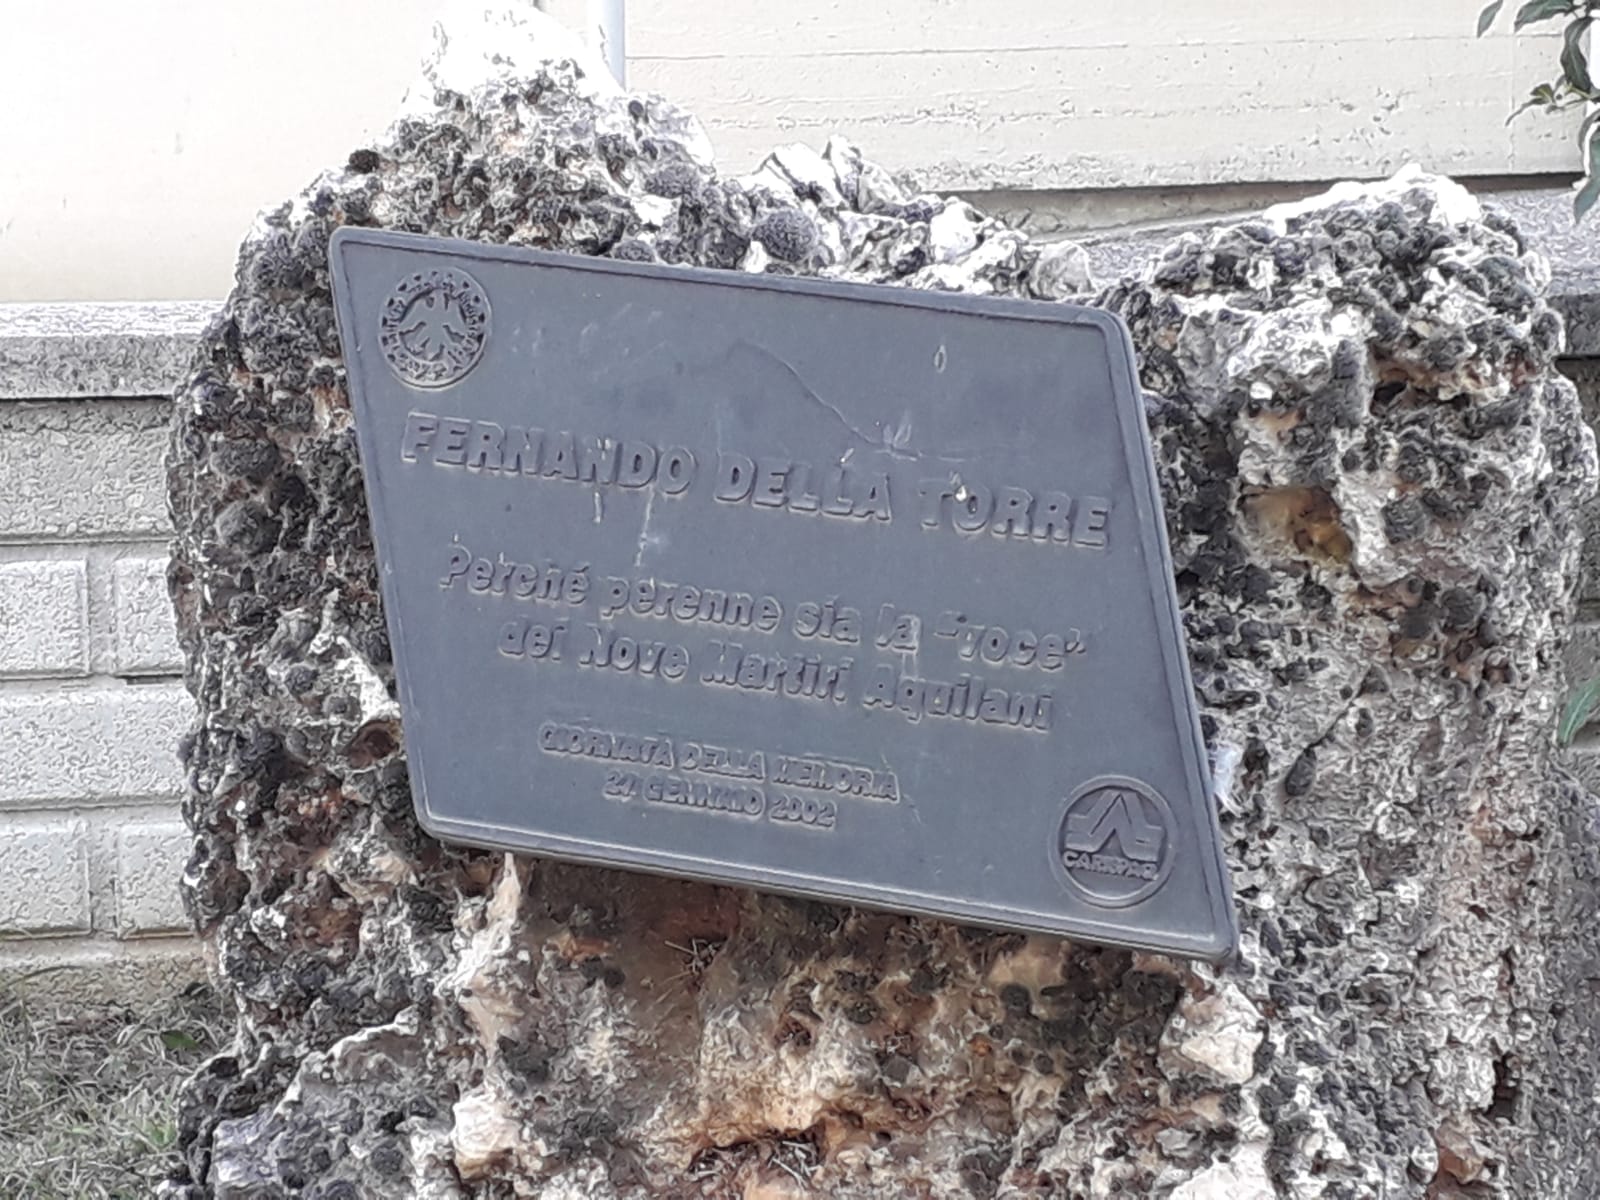 FERNANDO DELLA TORRE
Perché perenne sia la "voce"
dei Nove Martiri Aquilani
GIORNATA DELLA MEMORIA
27 GENNAIO 2002
CARISPAQ